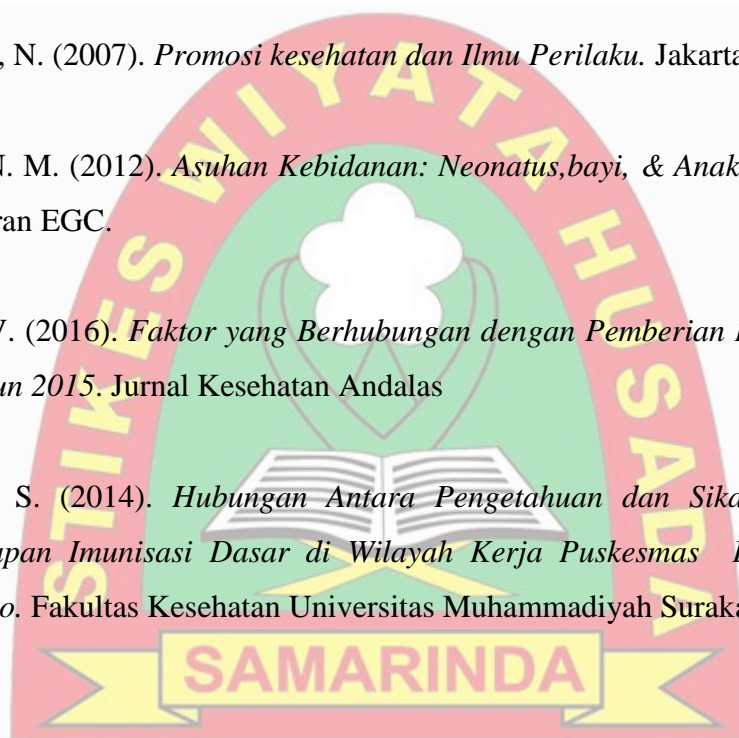 , N. (2007). Promosi kesehatan dan Ilmu Perilaku. Jakarta
N. M. (2012). Asuhan Kebidanan: Neonatus,bayi, & Anak
ran EGC.
. (2016). Faktor yang Berhubungan dengan Pemberian
un 2015. Jurnal Kesehatan Andalas
S. (2014). Hubungan Antara Pengetahuan dan Sika
apan Imunisasi Dasar di Wilayah Kerja Puskesmas
o. Fakultas Kesehatan Universitas Muhammadiyah Suraka
STIKES WIYATA HUSADA
SAMARINDA